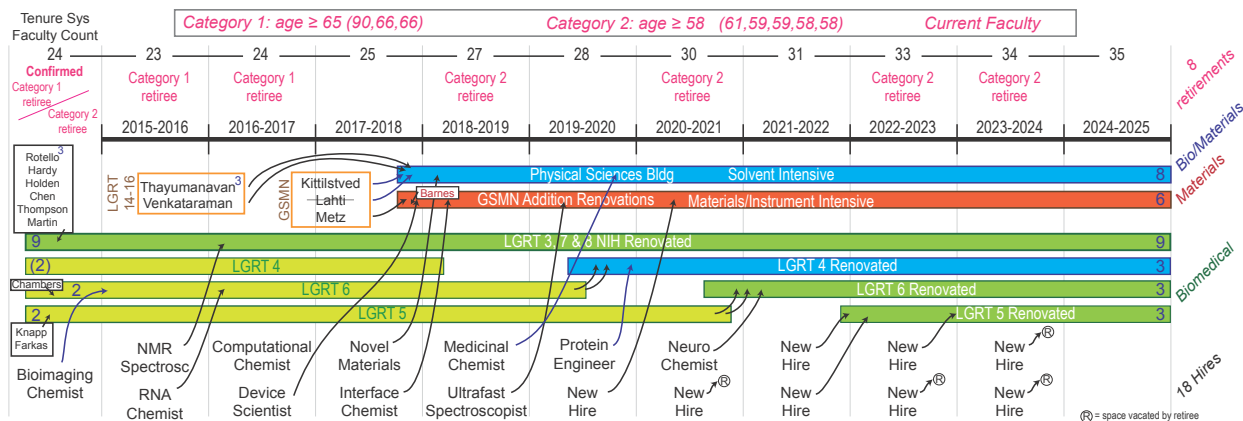 Tenure Sys
Faculty Count
Category 1: age ≥ 65 (90,66,66) Category 2: age ≥ 58 (61,59,59,58,58) Current Faculty
24 23 24 25 27 28 30 31 33 34 35
Confirmed
Category 1
retiree
Category 2
retiree
Category 1
retiree
Category 1
retiree
Category 2
retiree
Category 2
retiree
Category 2
retiree
Category 2
retiree
8
retirements
2015-2016 2016-2017 2017-2018 2018-2019 2019-2020 2020-2021 2021-2022 2022-2023 2023-2024 2024-2025
Rotello3
Hardy
Holden
Chen
Thompson
Martin
LGRT
14-16
Thayumanavan3
Venkataraman
GSMN
Kittilstved
Lahti
Metz
Physical Sciences Bldg Solvent Intensive 8
Bio/Materials
Barnes
GSMN Addition Renovations Materials/Instrument Intensive 6
Materials
9 LGRT 3, 7 & 8 NIH Renovated 9
(2) LGRT 4 LGRT 4 Renovated 3
Chambers
2 LGRT 6 LGRT 6 Renovated 3
2 LGRT 5 LGRT 5 Renovated 3
Biomedical
Knapp
Farkas
Bioimaging
Chemist
NMR
Spectrosc
RNA
Chemist
Computational
Chemist
Device
Scientist
Novel
Materials
Interface
Chemist
Medicinal
Chemist
Ultrafast
Spectroscopist
Protein
Engineer
New
Hire
Neuro
Chemist
New R
Hire
New
Hire
New
Hire
New
Hire
New R
Hire
New R
Hire
New R
Hire
18 Hires
R = space vacated by retiree